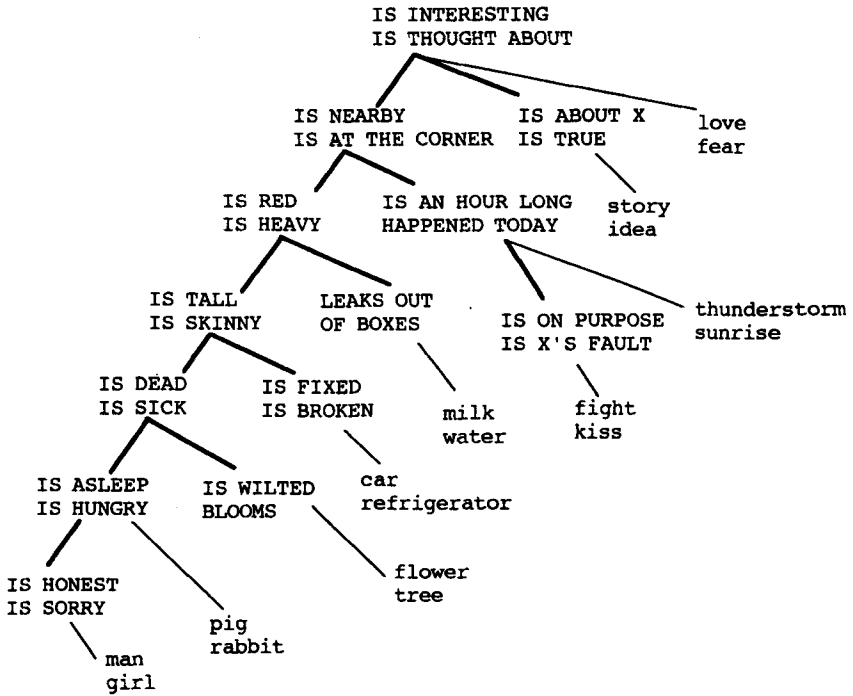 IS INTERESTING
IS THOUGHT ABOUT
IS NEARBY
IS AT THE CORNER
IS ABOUT X
IS TRUE
love
fear
IS RED
IS HEAVY
IS AN HOUR LONG
HAPPENED TODAY
story
idea
IS TALL
IS SKINNY
LEAKS OUT
OF BOXES
IS ON PURPOSE
IS X'S FAULT
thunderstorm
sunrise
IS DEAD
IS SICK
IS FIXED
IS BROKEN
milk
water
fight
kiss
IS ASLEEP
IS HUNGRY
IS WILTED
BLOOMS
car
refrigerator
IS HONEST
IS SORRY
flower
tree
pig
rabbit
man
girl